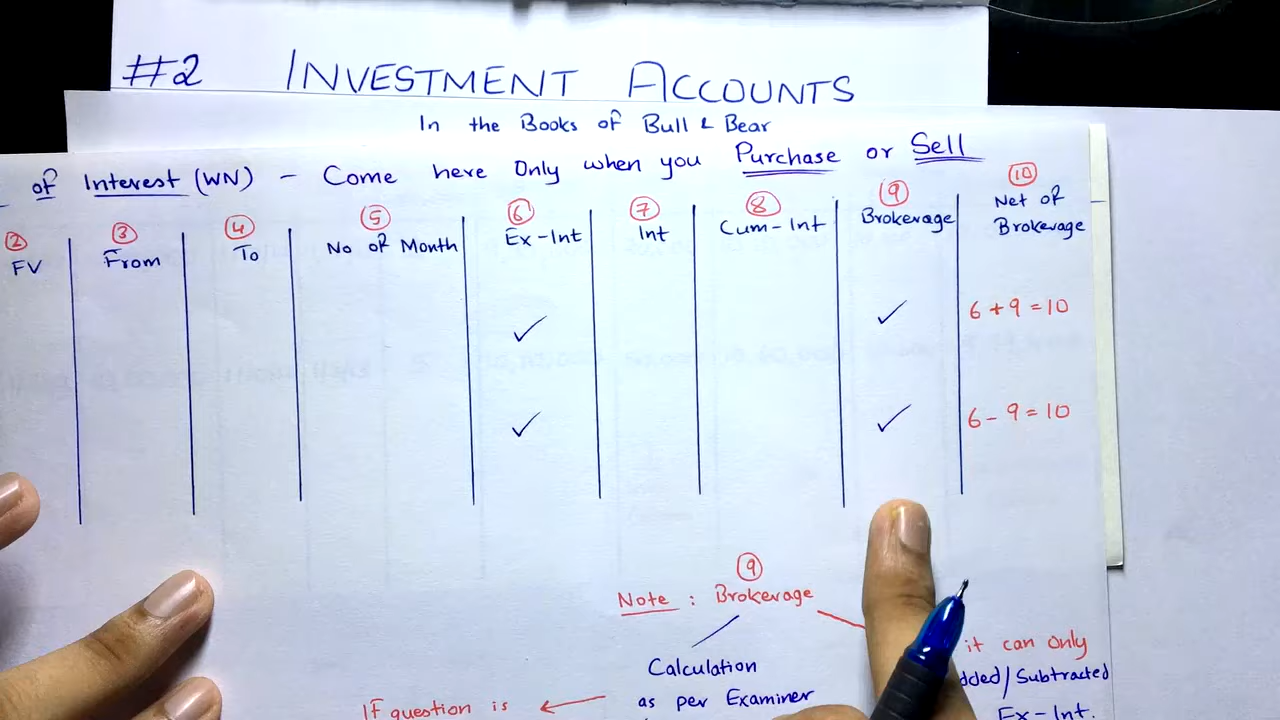 #2 INVESTMENT ACCOUNTS
In the Books of Bull & Bear
of Interest (WN) - Come here Only when you Purchase or Sell
② ③ ④ ⑤ ⑥ ⑦ ⑧ ⑨ ⑩
FV From To No of Month Ex-Int Int Cum-Int Brokerage Net of Brokerage
✓ ✓ 6 + 9 = 10
✓ ✓ 6 - 9 = 10
⑨
Note : Brokerage
Calculation
as per Examiner
If question is ←
it can only
dded/Subtracted
Ex-Int.